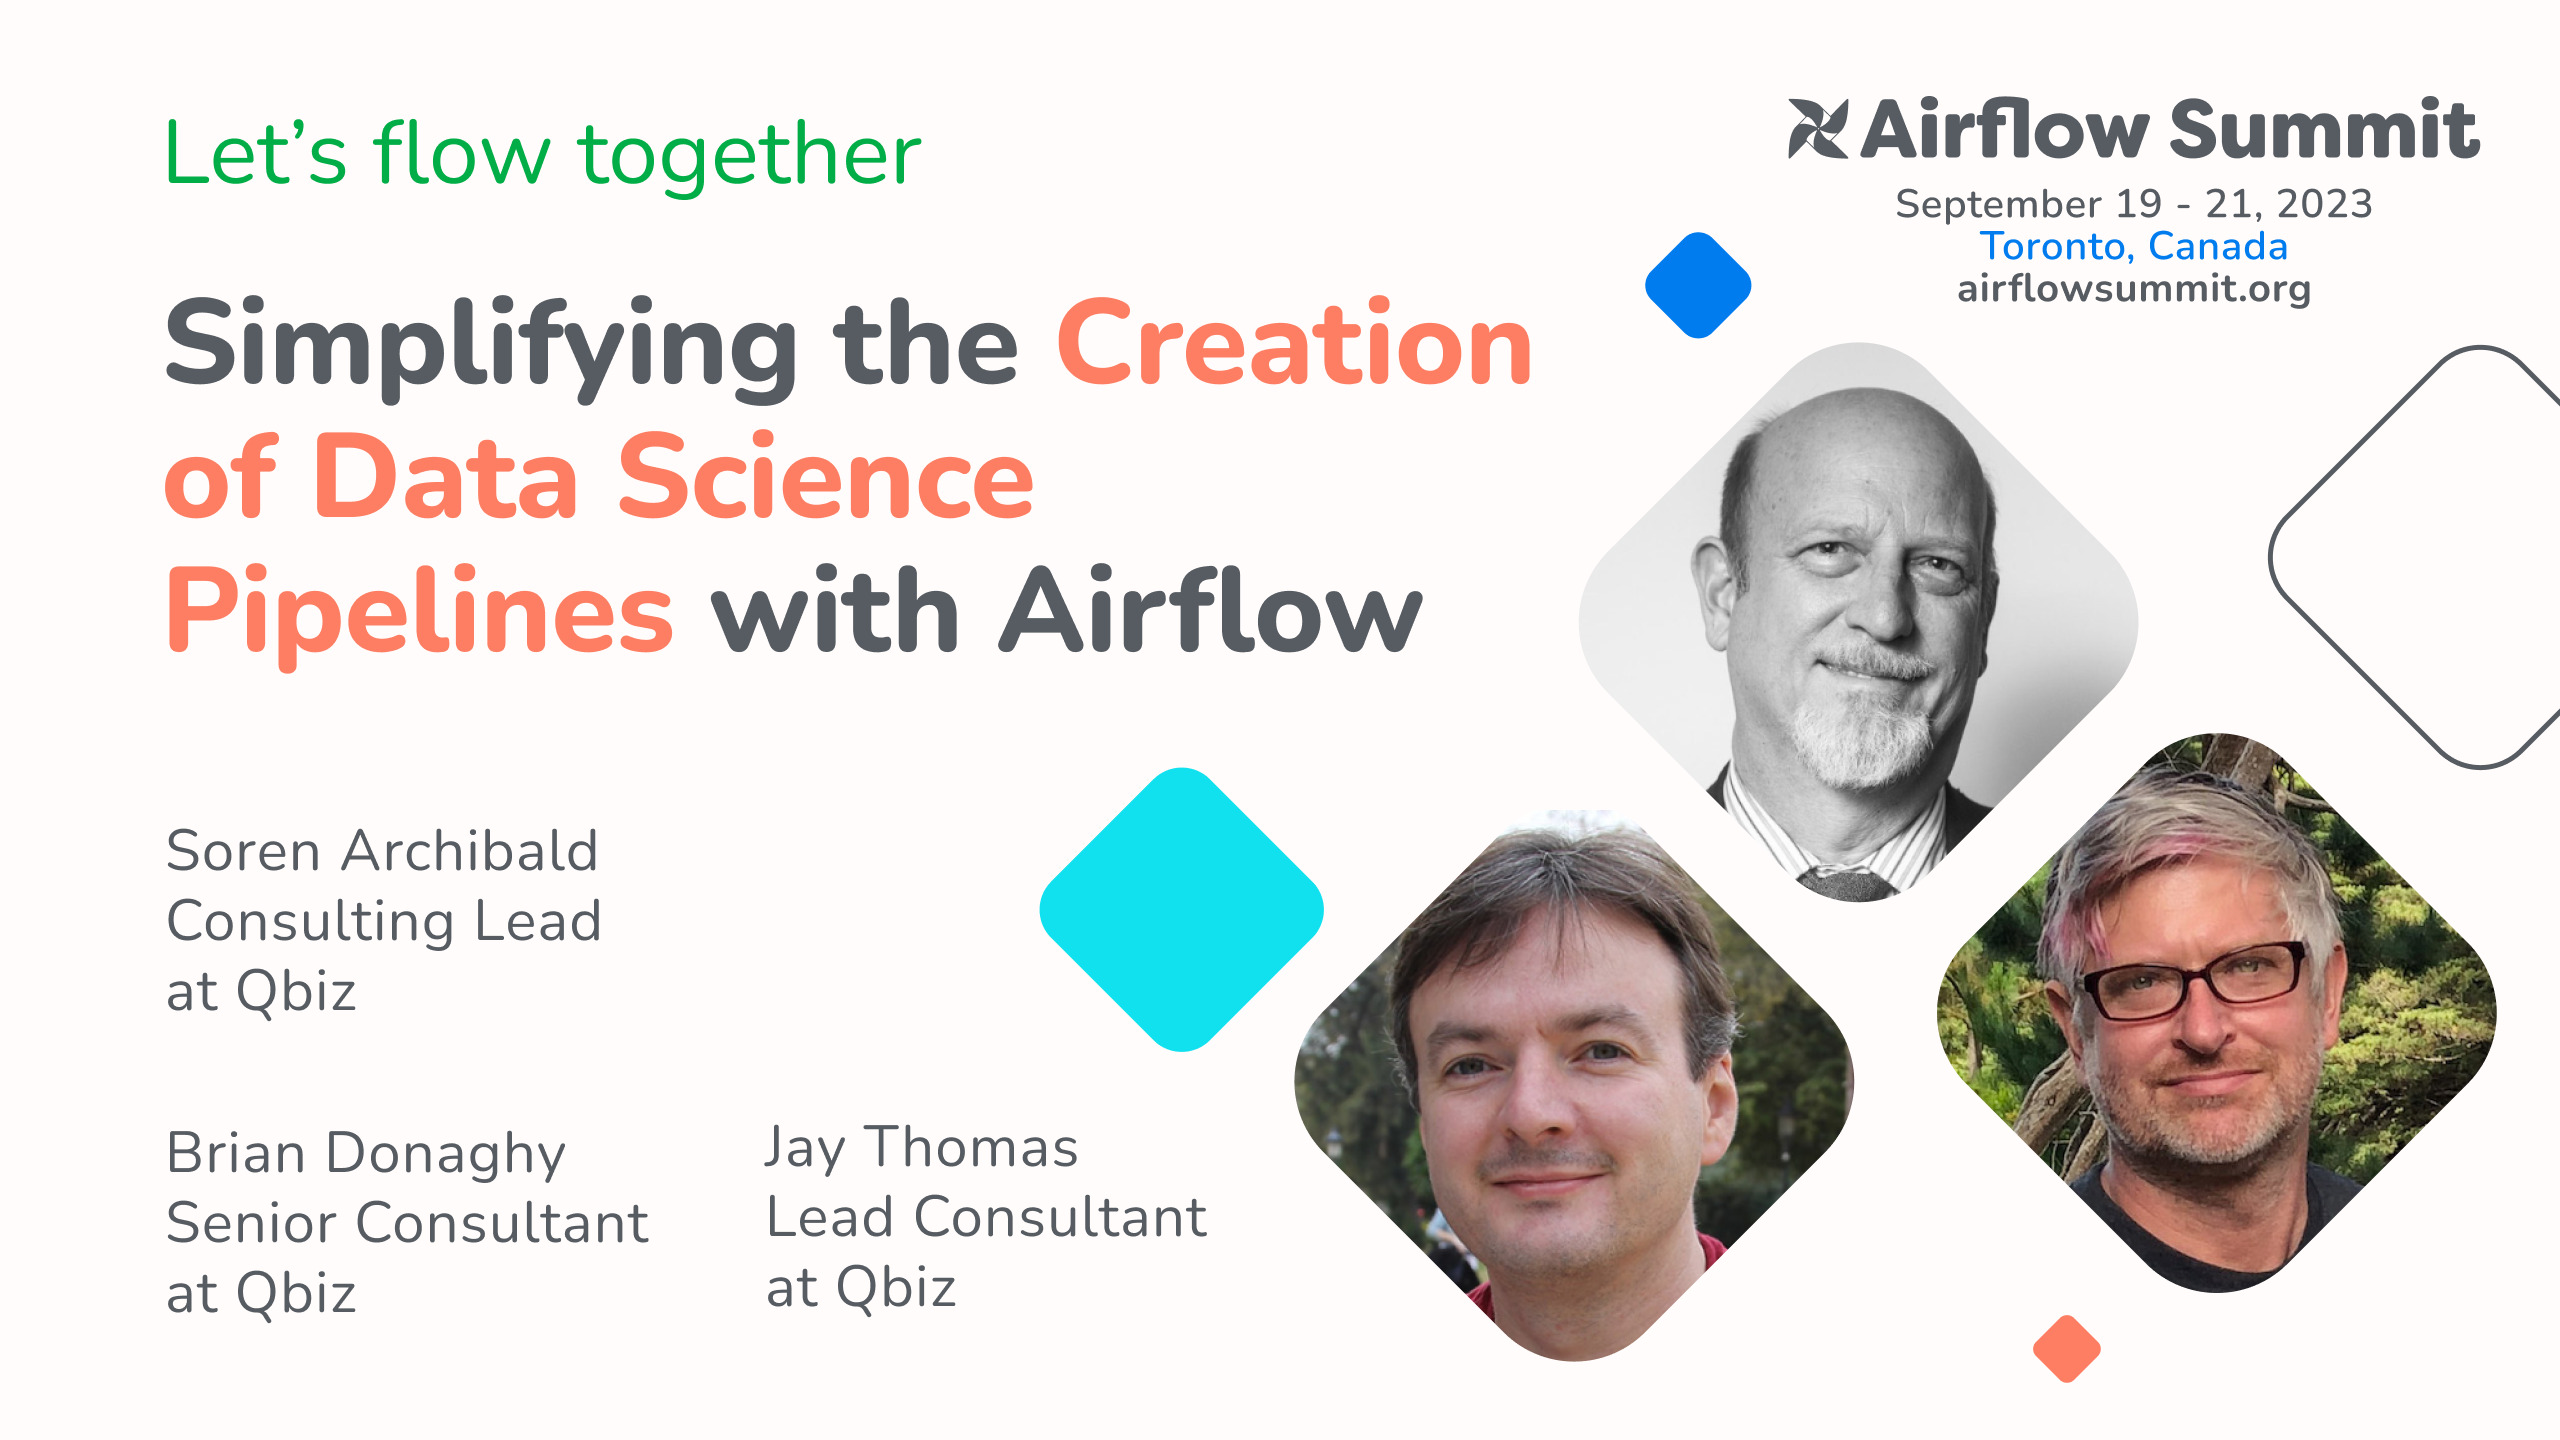 Let's flow together
Airflow Summit
September 19 - 21, 2023
Toronto, Canada
airflowsummit.org
Simplifying the Creation
of Data Science
Pipelines with Airflow
Soren Archibald
Consulting Lead
at Qbiz
Brian Donaghy
Senior Consultant
at Qbiz
Jay Thomas
Lead Consultant
at Qbiz